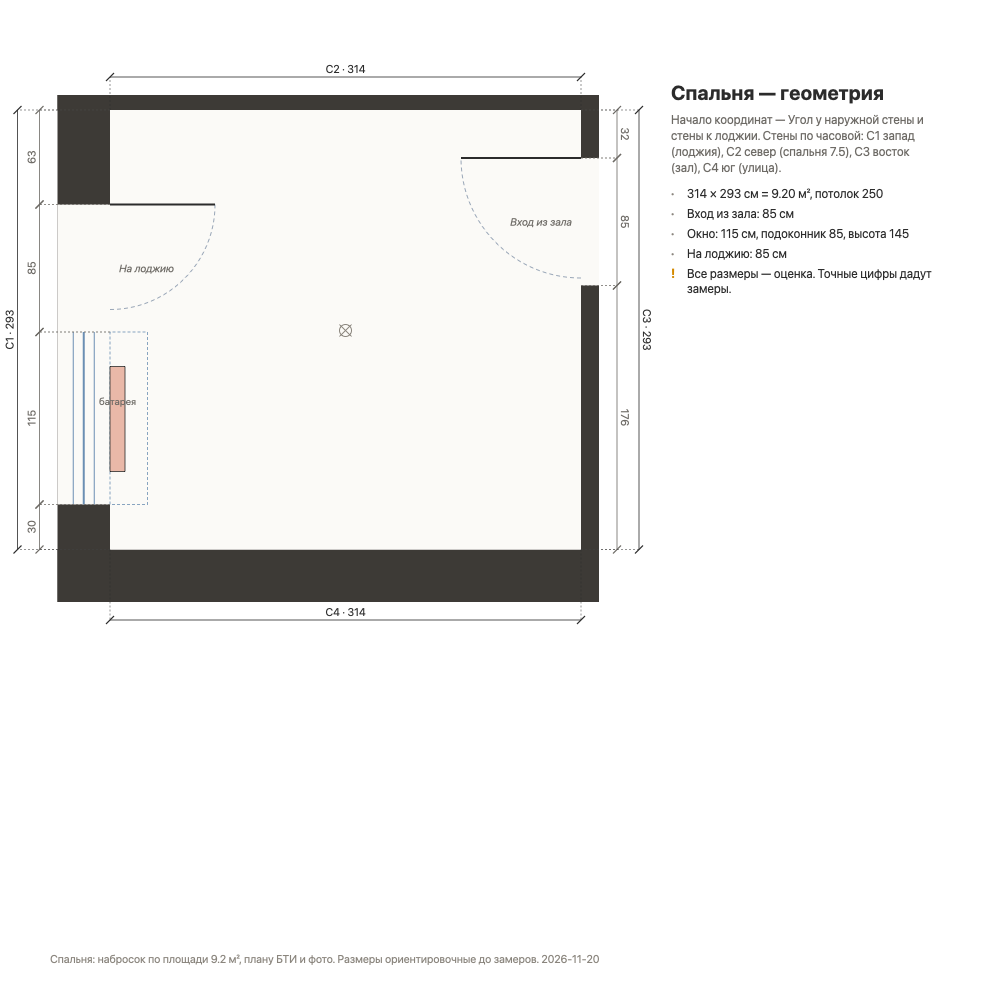 C2 · 314
Спальня — геометрия
Начало координат — Угол у наружной стены и
стены к лоджии. Стены по часовой: C1 запад
(лоджия), C2 север (спальня 7.5), C3 восток
(зал), C4 юг (улица).
· 314 × 293 см = 9.20 м², потолок 250
· Вход из зала: 85 см
· Окно: 115 см, подоконник 85, высота 145
· На лоджию: 85 см
! Все размеры — оценка. Точные цифры дадут
замеры.
63
32
85
85
Вход из зала
На лоджию
C1 · 293
C3 · 293
батарея
115
176
30
C4 · 314
Спальня: набросок по площади 9.2 м², плану БТИ и фото. Размеры ориентировочные до замеров. 2026-11-20